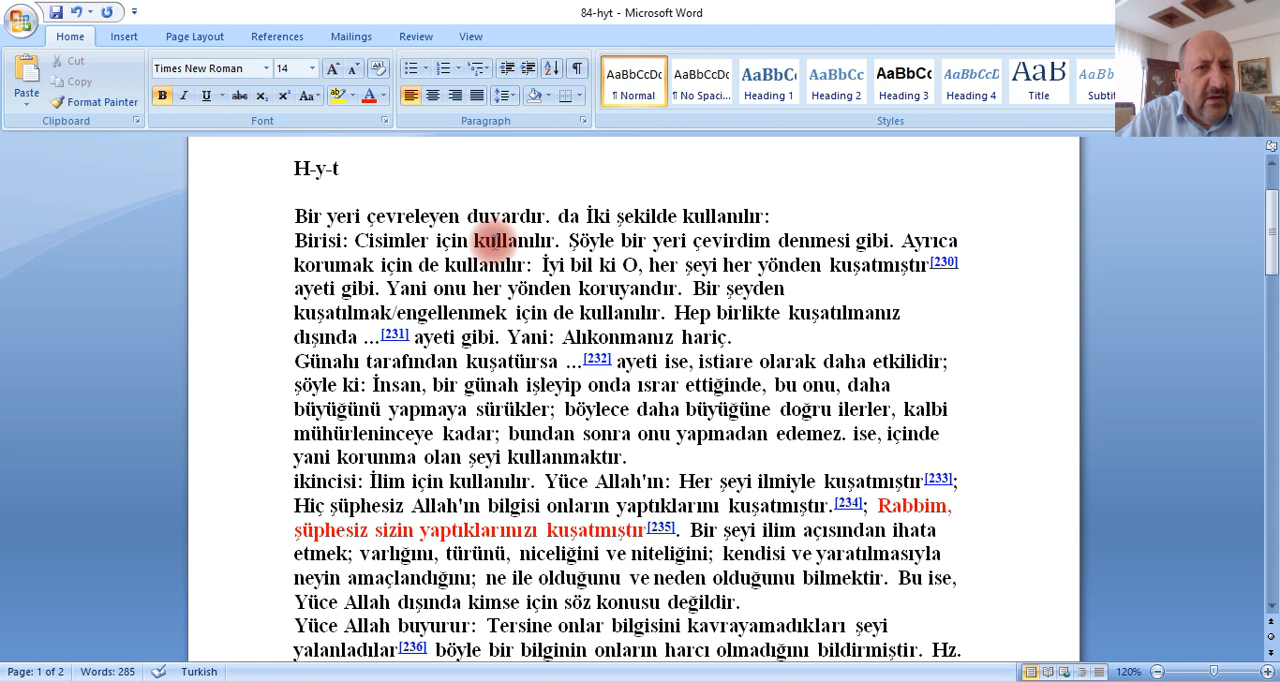 84-hyt - Microsoft Word
Home Insert Page Layout References Mailings Review View
Paste
Cut
Copy
Format Painter
Clipboard
Times New Roman 14
B I U abc X₂ X² Aa
Font
Paragraph
AaBbCcDc AaBbCcDc AaBbC AaBbCc AaBbCc AaBbCcD AaB AaBb
¶ Normal ¶ No Spaci... Heading 1 Heading 2 Heading 3 Heading 4 Title Subtit
Styles
H-y-t
Bir yeri çevreleyen duvardır. da İki şekilde kullanılır:
Birisi: Cisimler için kullanılır. Şöyle bir yeri çevirdim denmesi gibi. Ayrıca
korumak için de kullanılır: İyi bil ki O, her şeyi her yönden kuşatmıştır[230]
ayeti gibi. Yani onu her yönden koruyandır. Bir şeyden
kuşatılmak/engellenmek için de kullanılır. Hep birlikte kuşatılmanız
dışında ...[231] ayeti gibi. Yani: Alıkonmanız hariç.
Günahı tarafından kuşatüırsa ...[232] ayeti ise, istiare olarak daha etkilidir;
şöyle ki: İnsan, bir günah işleyip onda ısrar ettiğinde, bu onu, daha
büyüğünü yapmaya sürükler; böylece daha büyüğüne doğru ilerler, kalbi
mühürleninceye kadar; bundan sonra onu yapmadan edemez. ise, içinde
yani korunma olan şeyi kullanmaktır.
ikincisi: İlim için kullanılır. Yüce Allah'ın: Her şeyi ilmiyle kuşatmıştır[233];
Hiç şüphesiz Allah'ın bilgisi onların yaptıklarını kuşatmıştır.[234]; Rabbim,
şüphesiz sizin yaptıklarınızı kuşatmıştır[235]. Bir şeyi ilim açısından ihata
etmek; varlığını, türünü, niceliğini ve niteliğini; kendisi ve yaratılmasıyla
neyin amaçlandığını; ne ile olduğunu ve neden olduğunu bilmektir. Bu ise,
Yüce Allah dışında kimse için söz konusu değildir.
Yüce Allah buyurur: Tersine onlar bilgisini kavrayamadıkları şeyi
yalanladılar[236] böyle bir bilginin onların harcı olmadığını bildirmiştir. Hz.
Page: 1 of 2 Words: 285 Turkish 120%